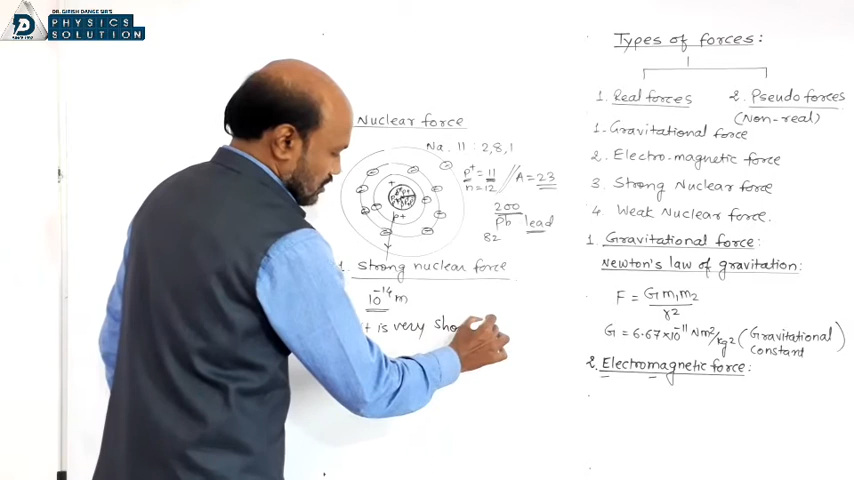 DR. GIRISH DANGE SIR'S
PHYSICS
SOLUTION
Nuclear force
Na. 11 : 2,8,1
p+ = 11
n = 12
A = 23
p+
200
Pb lead
82
1. Strong nuclear force
10⁻¹⁴ m
it is very sho
Types of forces:
1. Real forces
2. Pseudo forces
(Non-real)
1. Gravitational force
2. Electro-magnetic force
3. Strong Nuclear force
4. Weak Nuclear force.
1. Gravitational force:
Newton's law of gravitation:
F = G m₁m₂ / r²
G = 6.67×10⁻¹¹ Nm²/kg² (Gravitational constant)
2. Electromagnetic force: